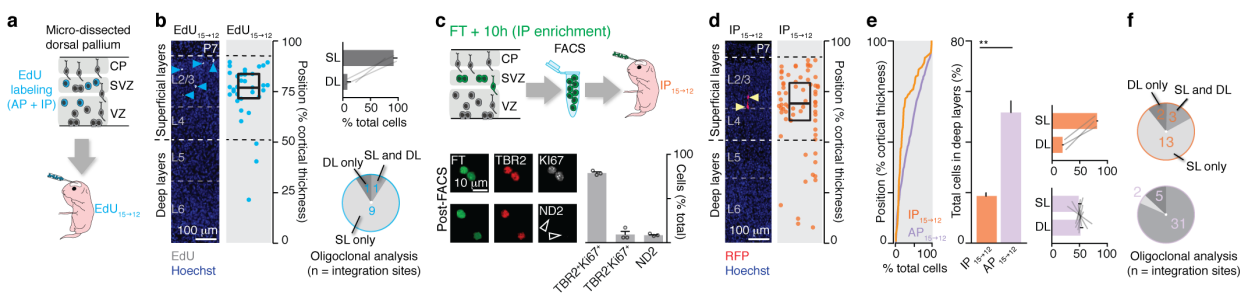 a
Micro-dissected
dorsal pallium
EdU
labeling
(AP + IP)
CP
SVZ
VZ
EdU15→12
b
EdU15→12
EdU15→12
P7
L2/3
L4
L5
L6
Superficial layers
Deep layers
100 μm
EdU
Hoechst
100
75
50
25
0
Position (% cortical thickness)
SL
DL
0
100
% total cells
DL only
SL and DL
1
9
SL only
Oligoclonal analysis
(n = integration sites)
c
FT + 10h (IP enrichment)
FACS
CP
SVZ
VZ
IP15→12
Post-FACS
FT
10 μm
TBR2
KI67
ND2
100
0
Cells (% total)
TBR2+Ki67+
TBR2-Ki67+
ND2
d
IP15→12
IP15→12
P7
L2/3
L4
L5
L6
Superficial layers
Deep layers
100 μm
RFP
Hoechst
100
75
50
25
0
Position (% cortical thickness)
e
100
75
50
25
0
Position (% cortical thickness)
IP15→12
AP15→12
0
100
% total cells
80
60
40
20
0
Total cells in deep layers (%)
**
IP15→12
AP15→12
SL
DL
0
50
100
SL
DL
0
50
100
f
DL only
SL and DL
3
13
SL only
2
5
31
Oligoclonal analysis
(n = integration sites)